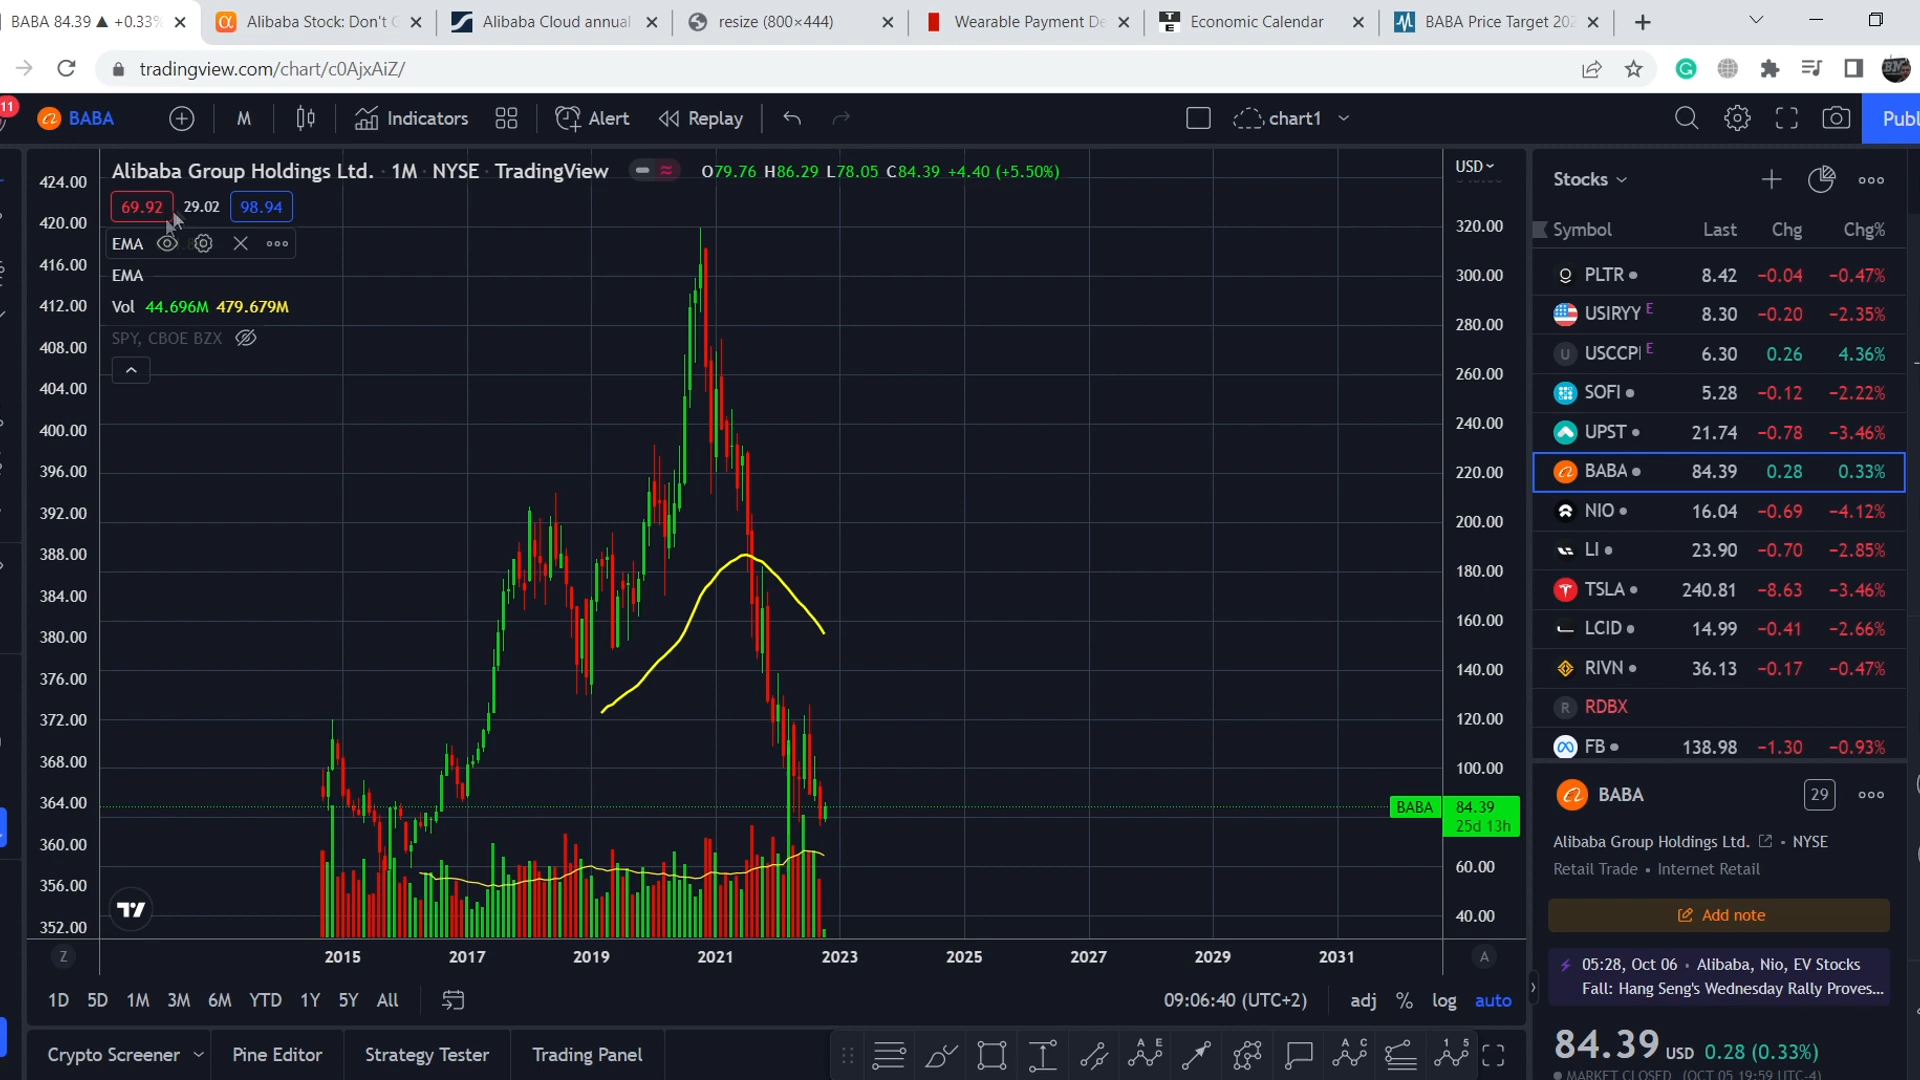 BABA 84.39 ▲ +0.33%
Alibaba Stock: Don't
Alibaba Cloud annual
resize (800×444)
Wearable Payment De
Economic Calendar
BABA Price Target 202
tradingview.com/chart/c0AjxAiZ/
11
BABA
M
Indicators
Alert
Replay
chart1
Publ
Alibaba Group Holdings Ltd. · 1M · NYSE · TradingView
O79.76 H86.29 L78.05 C84.39 +4.40 (+5.50%)
69.92 29.02 98.94
EMA
EMA
Vol 44.696M 479.679M
SPY, CBOE BZX
424.00
420.00
416.00
412.00
408.00
404.00
400.00
396.00
392.00
388.00
384.00
380.00
376.00
372.00
368.00
364.00
360.00
356.00
352.00
USD
320.00
300.00
280.00
260.00
240.00
220.00
200.00
180.00
160.00
140.00
120.00
100.00
BABA 84.39
25d 13h
60.00
40.00
Z
2015 2017 2019 2021 2023 2025 2027 2029 2031
A
1D 5D 1M 3M 6M YTD 1Y 5Y All
09:06:40 (UTC+2)
adj % log auto
Crypto Screener
Pine Editor
Strategy Tester
Trading Panel
Stocks
Symbol Last Chg Chg%
PLTR 8.42 −0.04 −0.47%
USIRYY E 8.30 −0.20 −2.35%
U USCCPI E 6.30 0.26 4.36%
SOFI 5.28 −0.12 −2.22%
UPST 21.74 −0.78 −3.46%
BABA 84.39 0.28 0.33%
NIO 16.04 −0.69 −4.12%
LI 23.90 −0.70 −2.85%
TSLA 240.81 −8.63 −3.46%
LCID 14.99 −0.41 −2.66%
RIVN 36.13 −0.17 −0.47%
R RDBX
FB 138.98 −1.30 −0.93%
BABA
29
Alibaba Group Holdings Ltd. • NYSE
Retail Trade • Internet Retail
Add note
05:28, Oct 06 • Alibaba, Nio, EV Stocks
Fall: Hang Seng's Wednesday Rally Proves...
84.39 USD 0.28 (0.33%)
MARKET CLOSED (OCT 05 19:59 UTC-4)